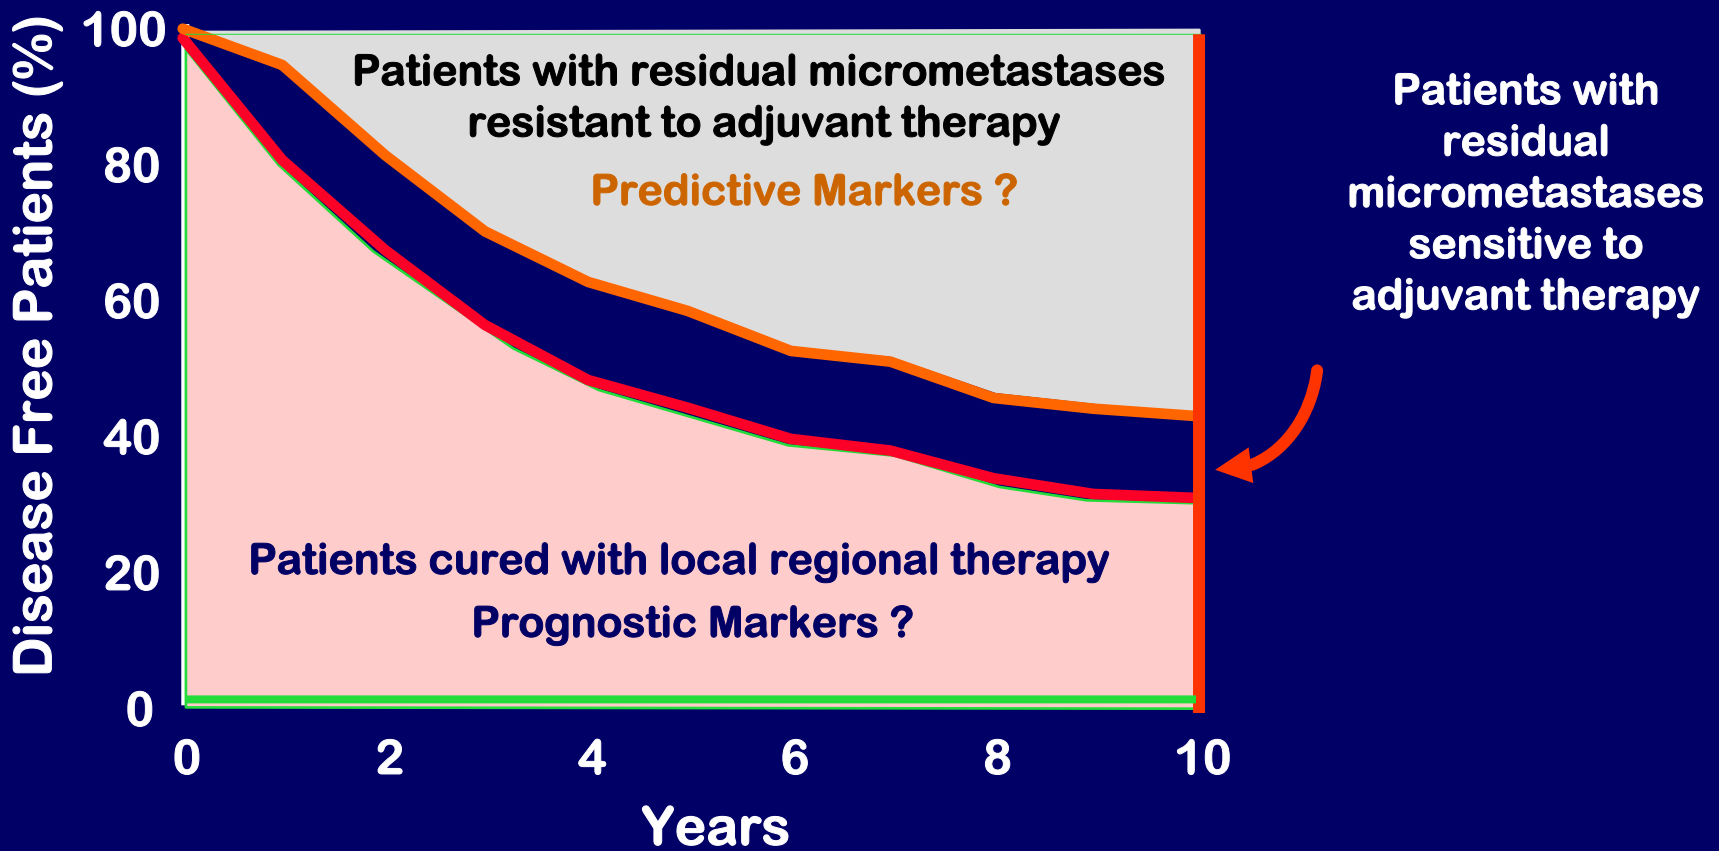 Disease Free Patients (%)
100
80
60
40
20
0
Patients with residual micrometastases
resistant to adjuvant therapy
Predictive Markers ?
Patients cured with local regional therapy
Prognostic Markers ?
Patients with
residual
micrometastases
sensitive to
adjuvant therapy
0 2 4 6 8 10
Years